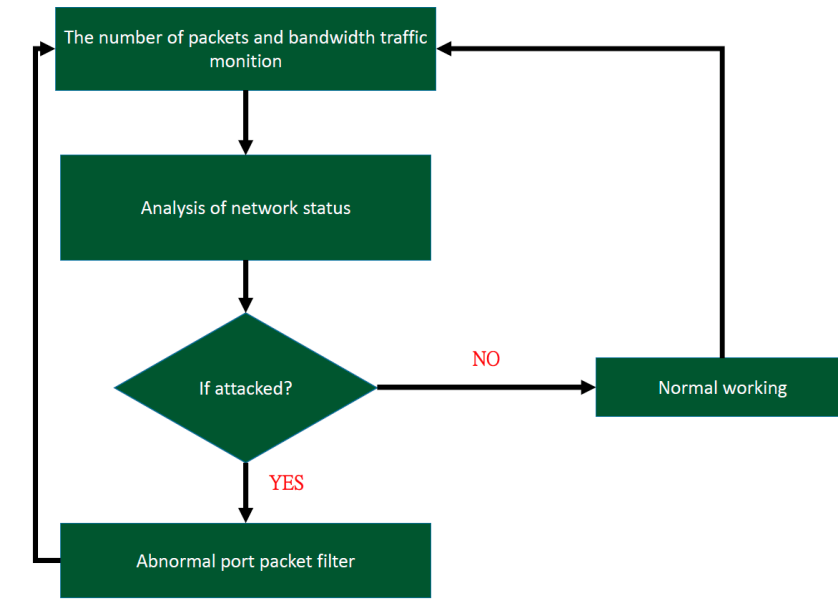 The number of packets and bandwidth traffic
monition
Analysis of network status
If attacked?
NO
Normal working
YES
Abnormal port packet filter